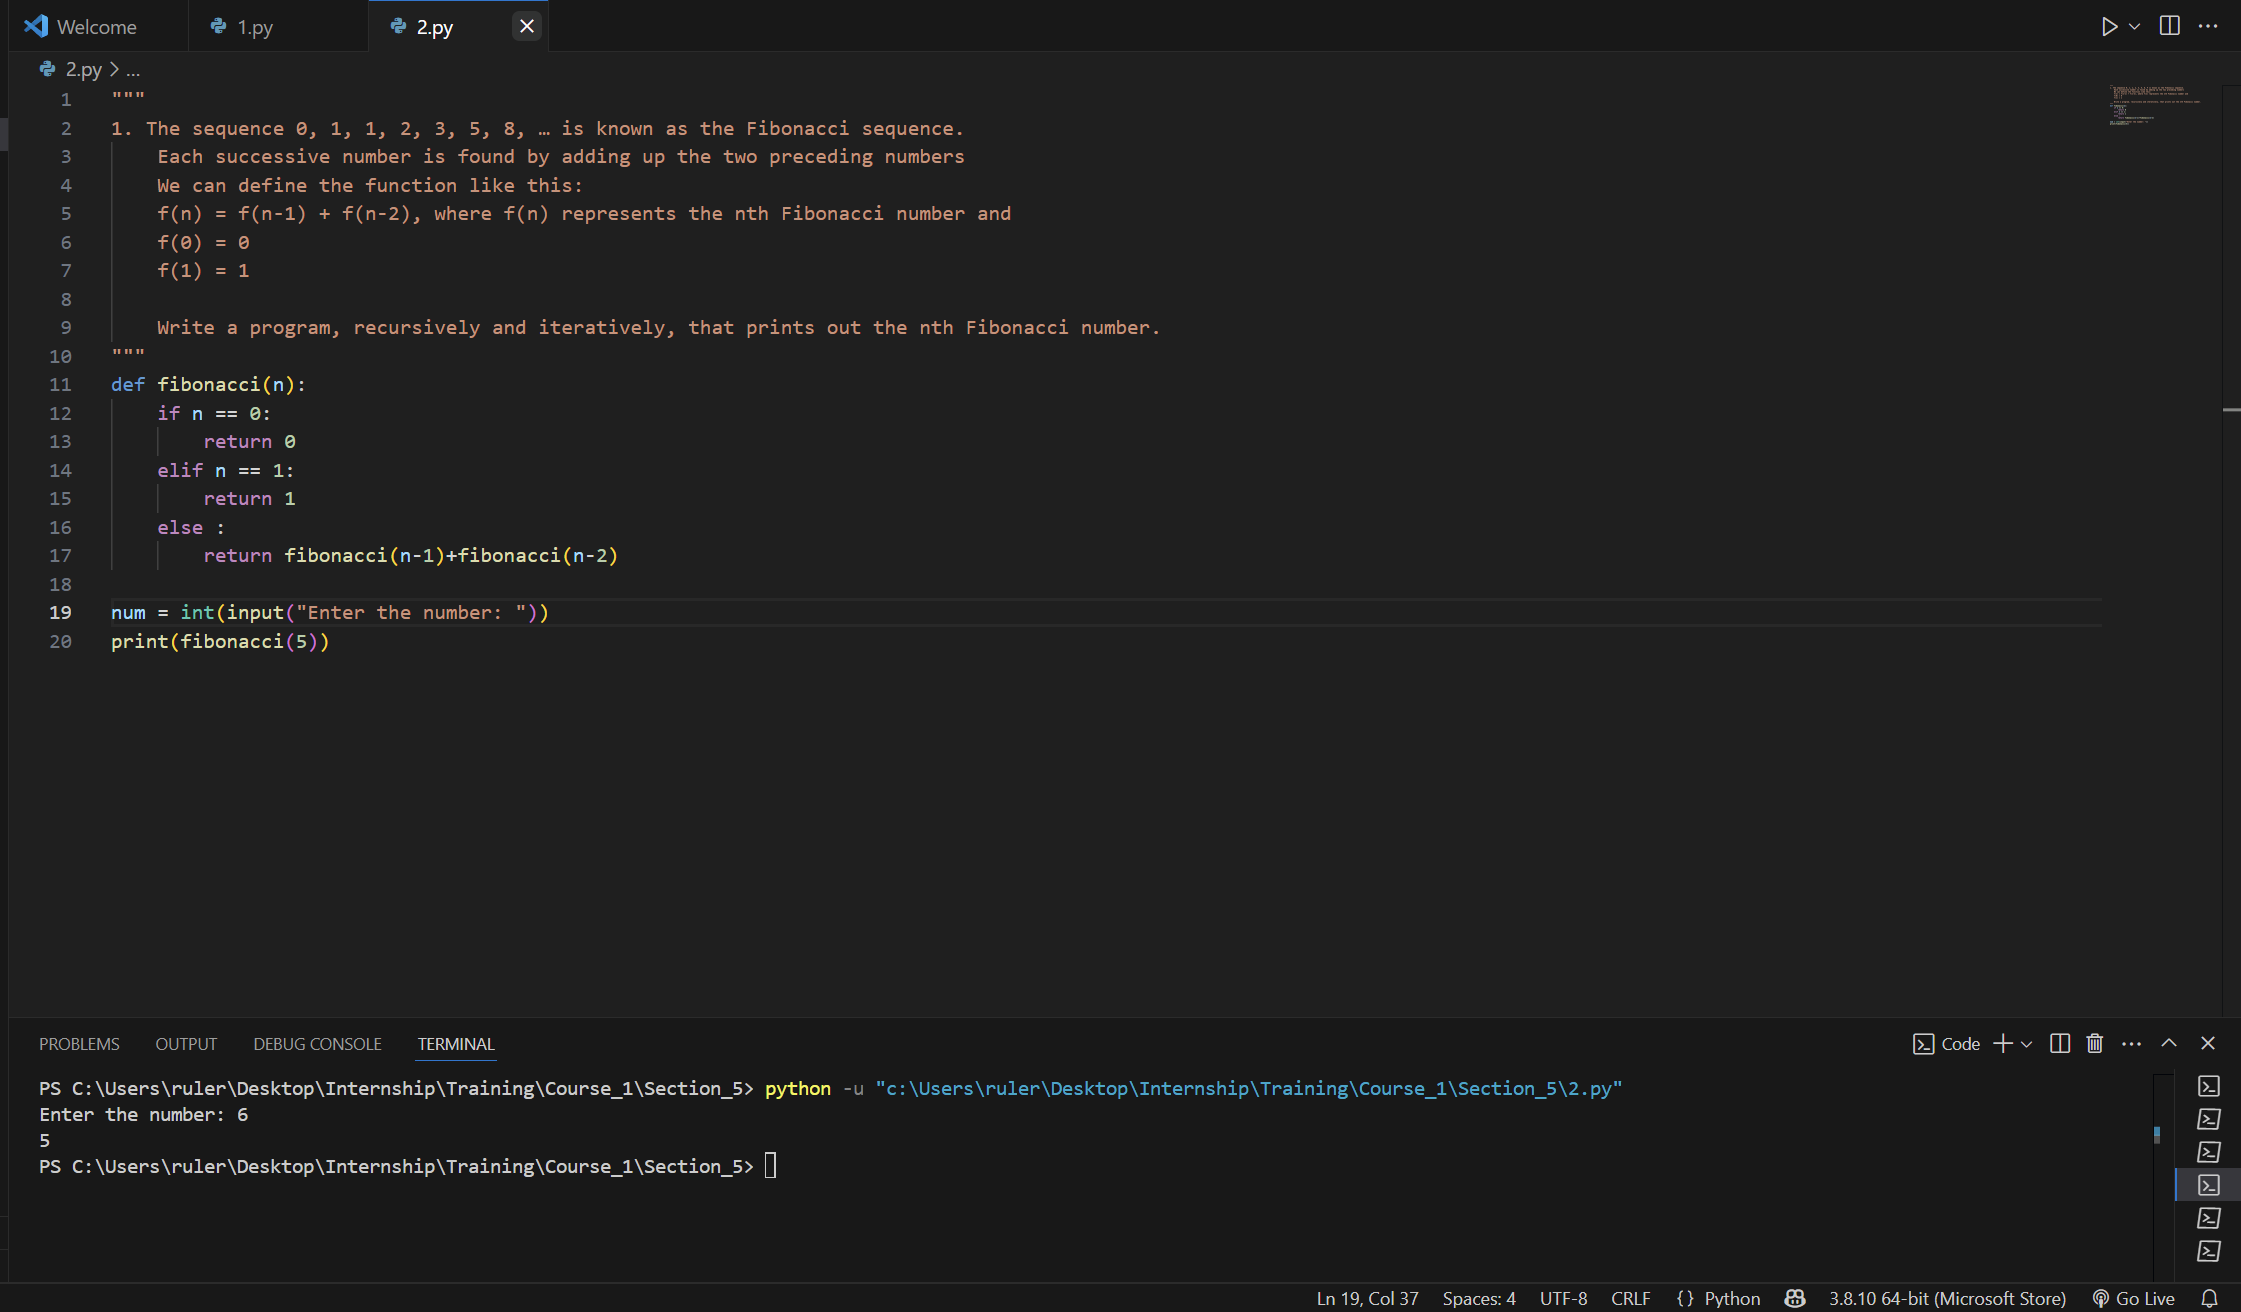 Welcome
1.py
2.py
2.py > ...
1 """
2 1. The sequence 0, 1, 1, 2, 3, 5, 8, … is known as the Fibonacci sequence.
3     Each successive number is found by adding up the two preceding numbers
4     We can define the function like this:
5     f(n) = f(n-1) + f(n-2), where f(n) represents the nth Fibonacci number and
6     f(0) = 0
7     f(1) = 1
8
9     Write a program, recursively and iteratively, that prints out the nth Fibonacci number.
10 """
11 def fibonacci(n):
12     if n == 0:
13         return 0
14     elif n == 1:
15         return 1
16     else :
17         return fibonacci(n-1)+fibonacci(n-2)
18
19 num = int(input("Enter the number: "))
20 print(fibonacci(5))
PROBLEMS OUTPUT DEBUG CONSOLE TERMINAL Code
PS C:\Users\ruler\Desktop\Internship\Training\Course_1\Section_5> python -u "c:\Users\ruler\Desktop\Internship\Training\Course_1\Section_5\2.py"
Enter the number: 6
5
PS C:\Users\ruler\Desktop\Internship\Training\Course_1\Section_5>
Ln 19, Col 37 Spaces: 4 UTF-8 CRLF {} Python 3.8.10 64-bit (Microsoft Store) Go Live